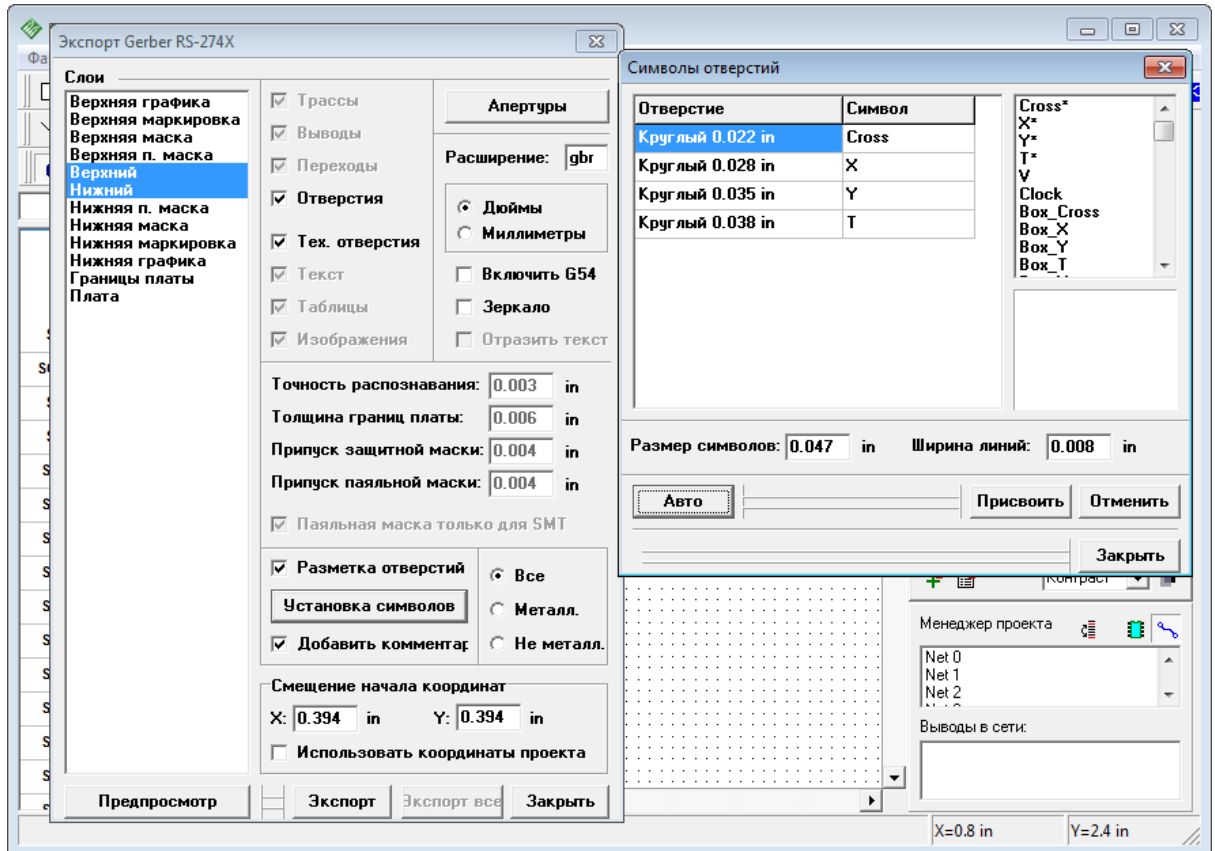 Экспорт Gerber RS-274X
Слои
Верхняя графика
Верхняя маркировка
Верхняя маска
Верхняя п. маска
Верхний
Нижний
Нижняя п. маска
Нижняя маска
Нижняя маркировка
Нижняя графика
Границы платы
Плата
Трассы
Выводы
Переходы
Отверстия
Тех. отверстия
Текст
Таблицы
Изображения
Апертуры
Расширение: gbr
Дюймы
Миллиметры
Включить G54
Зеркало
Отразить текст
Точность распознавания: 0.003 in
Толщина границ платы: 0.006 in
Припуск защитной маски: 0.004 in
Припуск паяльной маски: 0.004 in
Паяльная маска только для SMT
Разметка отверстий
Установка символов
Добавить комментар
Все
Металл.
Не металл.
Смещение начала координат
X: 0.394 in Y: 0.394 in
Использовать координаты проекта
Предпросмотр Экспорт Экспорт все Закрыть
Символы отверстий
Отверстие Символ
Круглый 0.022 in Cross
Круглый 0.028 in X
Круглый 0.035 in Y
Круглый 0.038 in T
Cross*
X*
Y*
T*
V
Clock
Box_Cross
Box_X
Box_Y
Box_T
Размер символов: 0.047 in Ширина линий: 0.008 in
Авто Присвоить Отменить
Закрыть
Контраст
Менеджер проекта
Net 0
Net 1
Net 2
Выводы в сети:
X=0.8 in Y=2.4 in